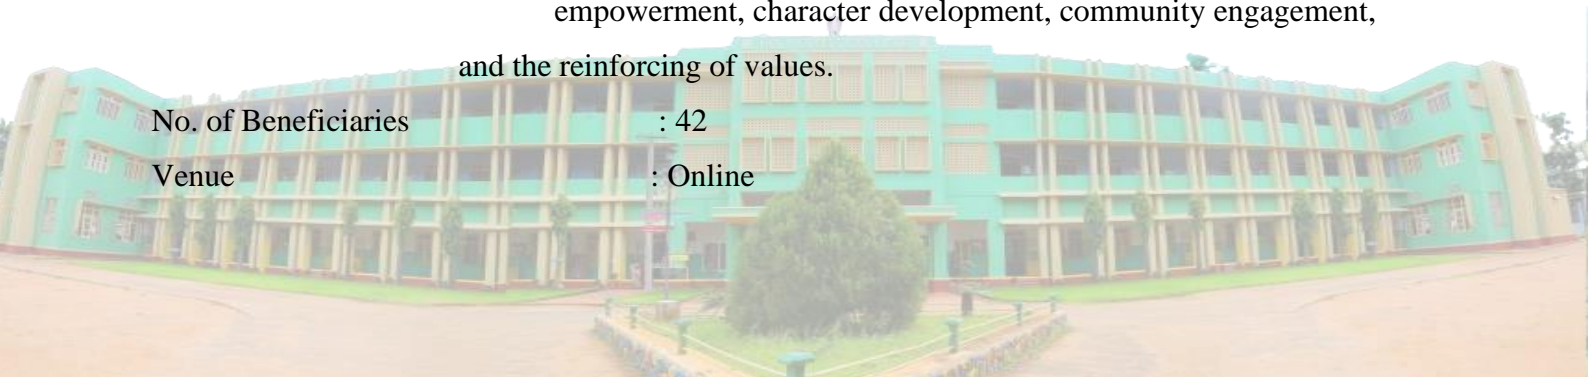 empowerment, character development, community engagement,
and the reinforcing of values.
No. of Beneficiaries : 42
Venue : Online